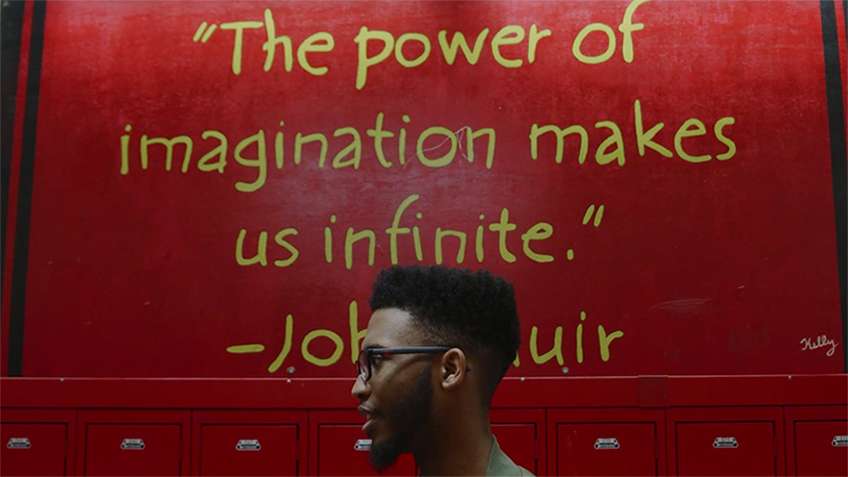 “The power of
imagination makes
us infinite.”
-Joh uir
Kelly